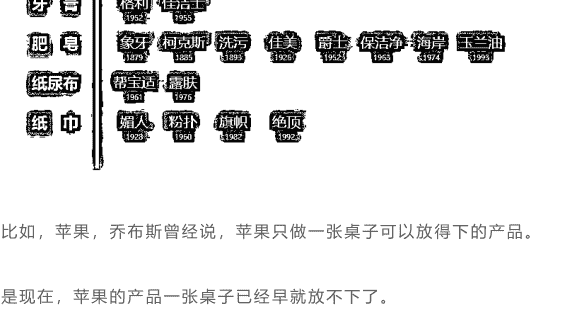 牙 膏 格利 佳洁士
1952 1955
肥 皂 象牙 柯克斯 洗污 佳美 爵士 保洁净 海岸 玉兰油
1879 1885 1893 1926 1952 1963 1974 1993
纸尿布 帮宝适 露肤
1961 1976
纸 巾 媚人 粉扑 旗帜 绝顶
1928 1960 1982 1992
比如，苹果，乔布斯曾经说，苹果只做一张桌子可以放得下的产品。
是现在，苹果的产品一张桌子已经早就放不下了。